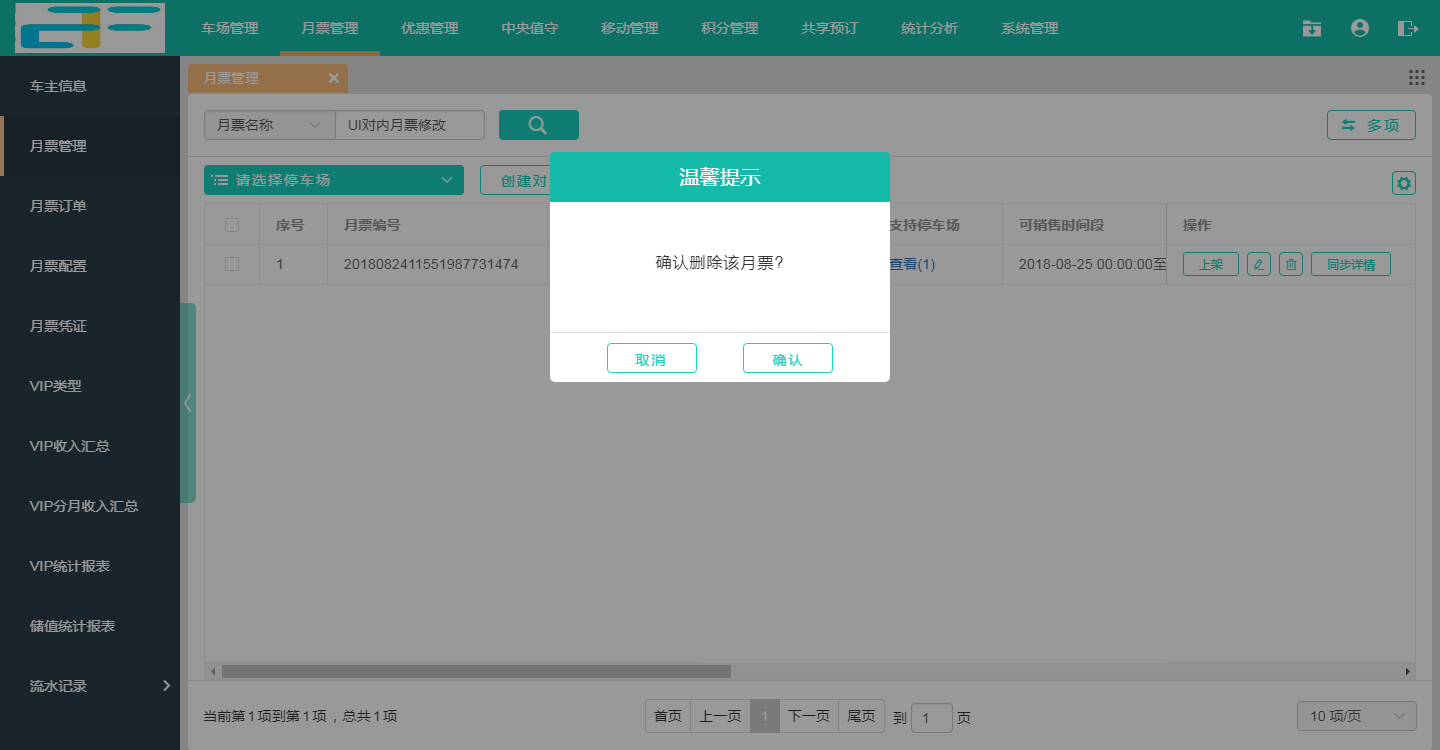 车场管理 月票管理 优惠管理 中央值守 移动管理 积分管理 共享预订 统计分析 系统管理
车主信息
月票管理
月票订单
月票配置
月票凭证
VIP类型
VIP收入汇总
VIP分月收入汇总
VIP统计报表
储值统计报表
流水记录
月票管理
月票名称 UI对内月票修改 多项
请选择停车场 创建对
序号 月票编号 支持停车场 可销售时间段 操作
1 2018082411551987731474 查看(1) 2018-08-25 00:00:00至 上架 同步详情
温馨提示
确认删除该月票?
取消 确认
当前第1项到第1项，总共1项 首页 上一页 1 下一页 尾页 到 1 页 10 项/页